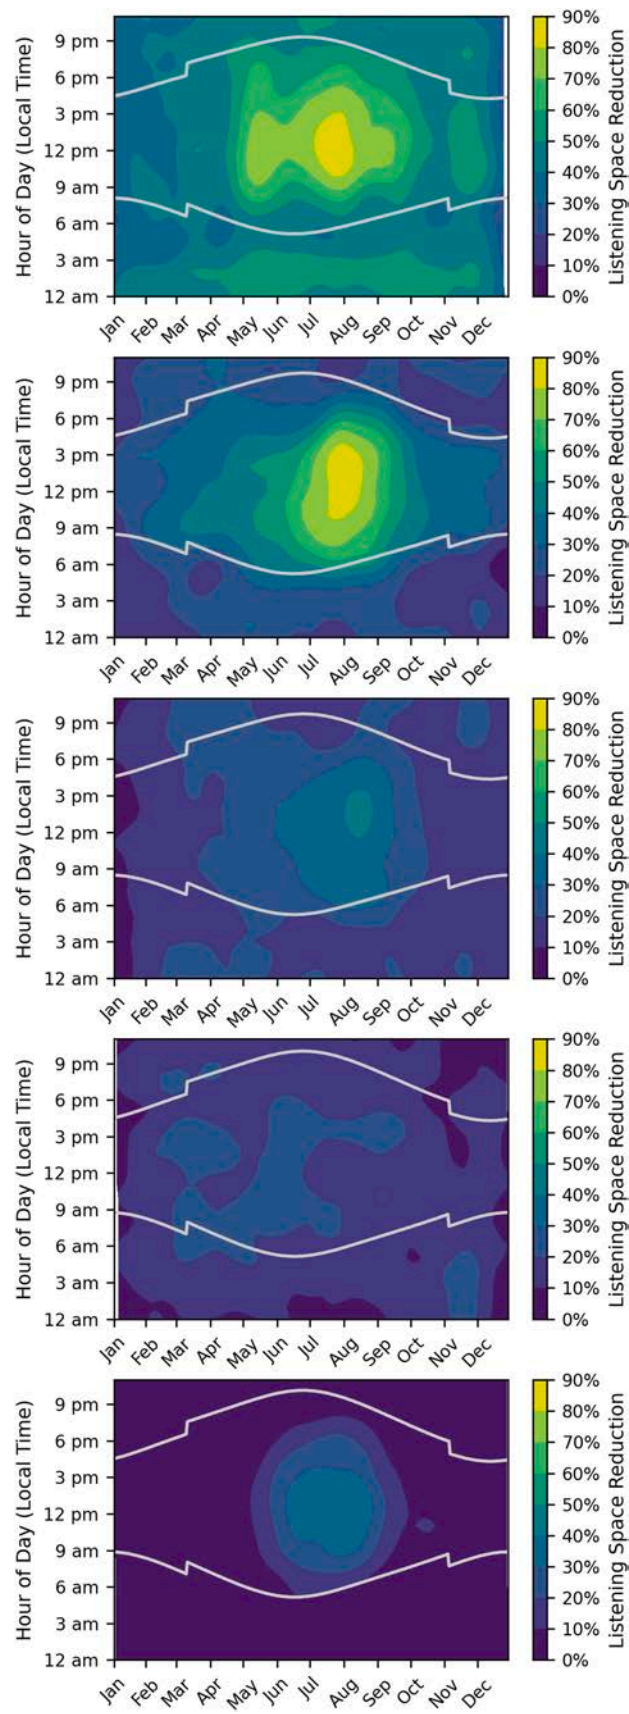 Hour of Day (Local Time)
9 pm
6 pm
3 pm
12 pm
9 am
6 am
3 am
12 am
Jan Feb Mar Apr May Jun Jul Aug Sep Oct Nov Dec
90%
80%
70%
60%
50%
40%
30%
20%
10%
0%
Listening Space Reduction
Hour of Day (Local Time)
9 pm
6 pm
3 pm
12 pm
9 am
6 am
3 am
12 am
Jan Feb Mar Apr May Jun Jul Aug Sep Oct Nov Dec
90%
80%
70%
60%
50%
40%
30%
20%
10%
0%
Listening Space Reduction
Hour of Day (Local Time)
9 pm
6 pm
3 pm
12 pm
9 am
6 am
3 am
12 am
Jan Feb Mar Apr May Jun Jul Aug Sep Oct Nov Dec
90%
80%
70%
60%
50%
40%
30%
20%
10%
0%
Listening Space Reduction
Hour of Day (Local Time)
9 pm
6 pm
3 pm
12 pm
9 am
6 am
3 am
12 am
Jan Feb Mar Apr May Jun Jul Aug Sep Oct Nov Dec
90%
80%
70%
60%
50%
40%
30%
20%
10%
0%
Listening Space Reduction
Hour of Day (Local Time)
9 pm
6 pm
3 pm
12 pm
9 am
6 am
3 am
12 am
Jan Feb Mar Apr May Jun Jul Aug Sep Oct Nov Dec
90%
80%
70%
60%
50%
40%
30%
20%
10%
0%
Listening Space Reduction